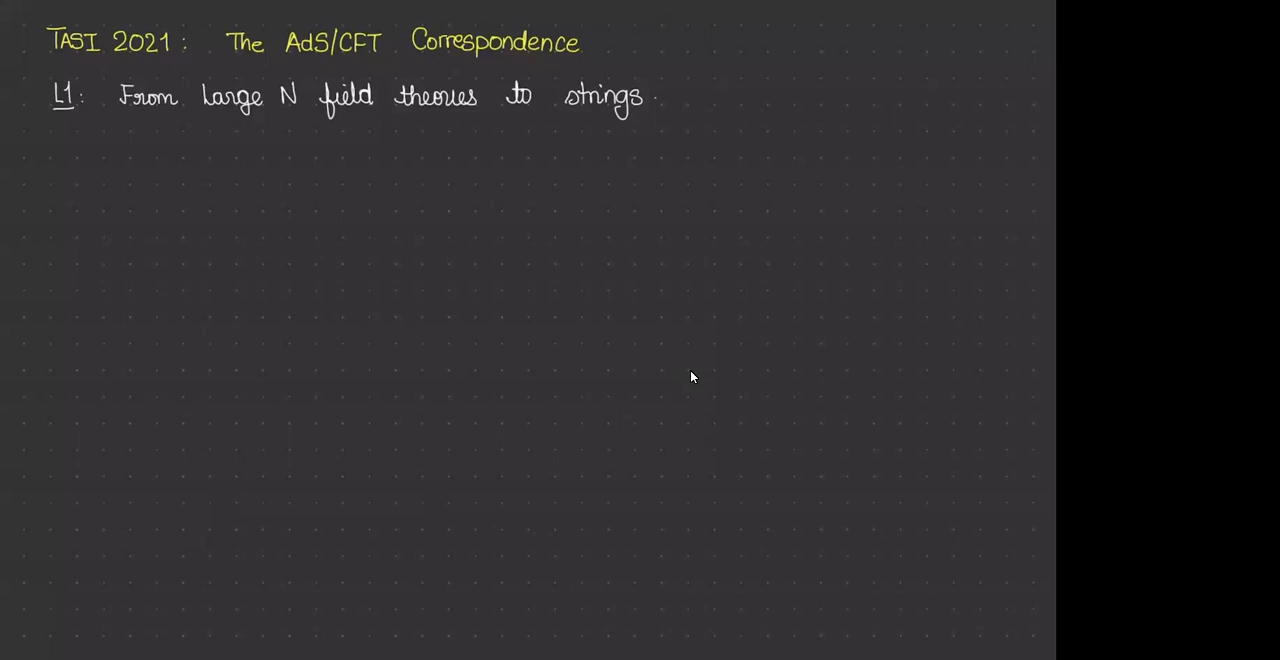 TASI 2021: The AdS/CFT Correspondence
L1: From Large N field theories to strings.